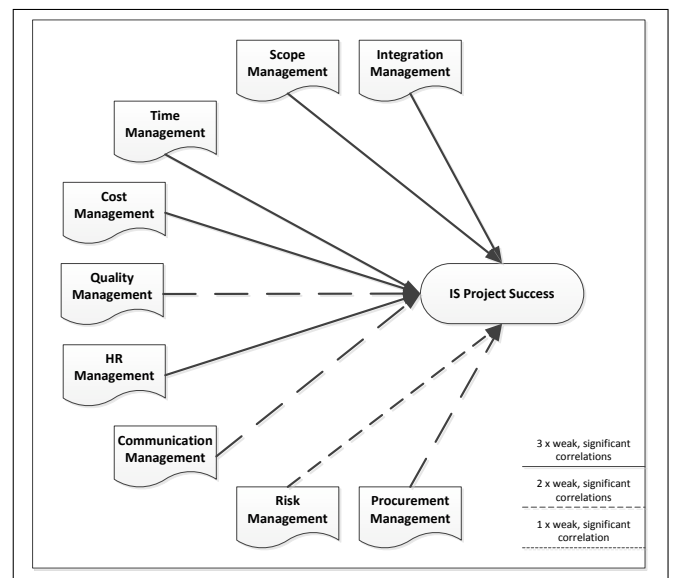 Scope
Management
Integration
Management
Time
Management
Cost
Management
Quality
Management
IS Project Success
HR
Management
Communication
Management
Risk
Management
Procurement
Management
3 x weak, significant
correlations
2 x weak, significant
correlations
1 x weak, significant
correlation